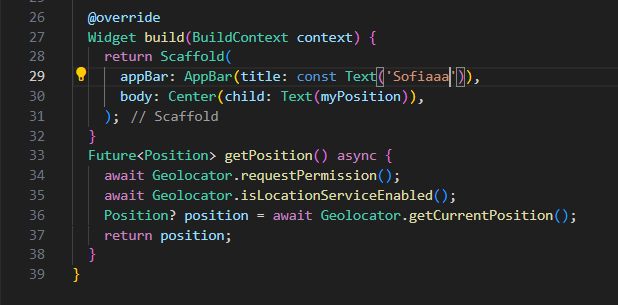 26 @override
27 Widget build(BuildContext context) {
28 return Scaffold(
29 appBar: AppBar(title: const Text('Sofiaaa')),
30 body: Center(child: Text(myPosition)),
31 ); // Scaffold
32 }
33 Future<Position> getPosition() async {
34 await Geolocator.requestPermission();
35 await Geolocator.isLocationServiceEnabled();
36 Position? position = await Geolocator.getCurrentPosition();
37 return position;
38 }
39 }